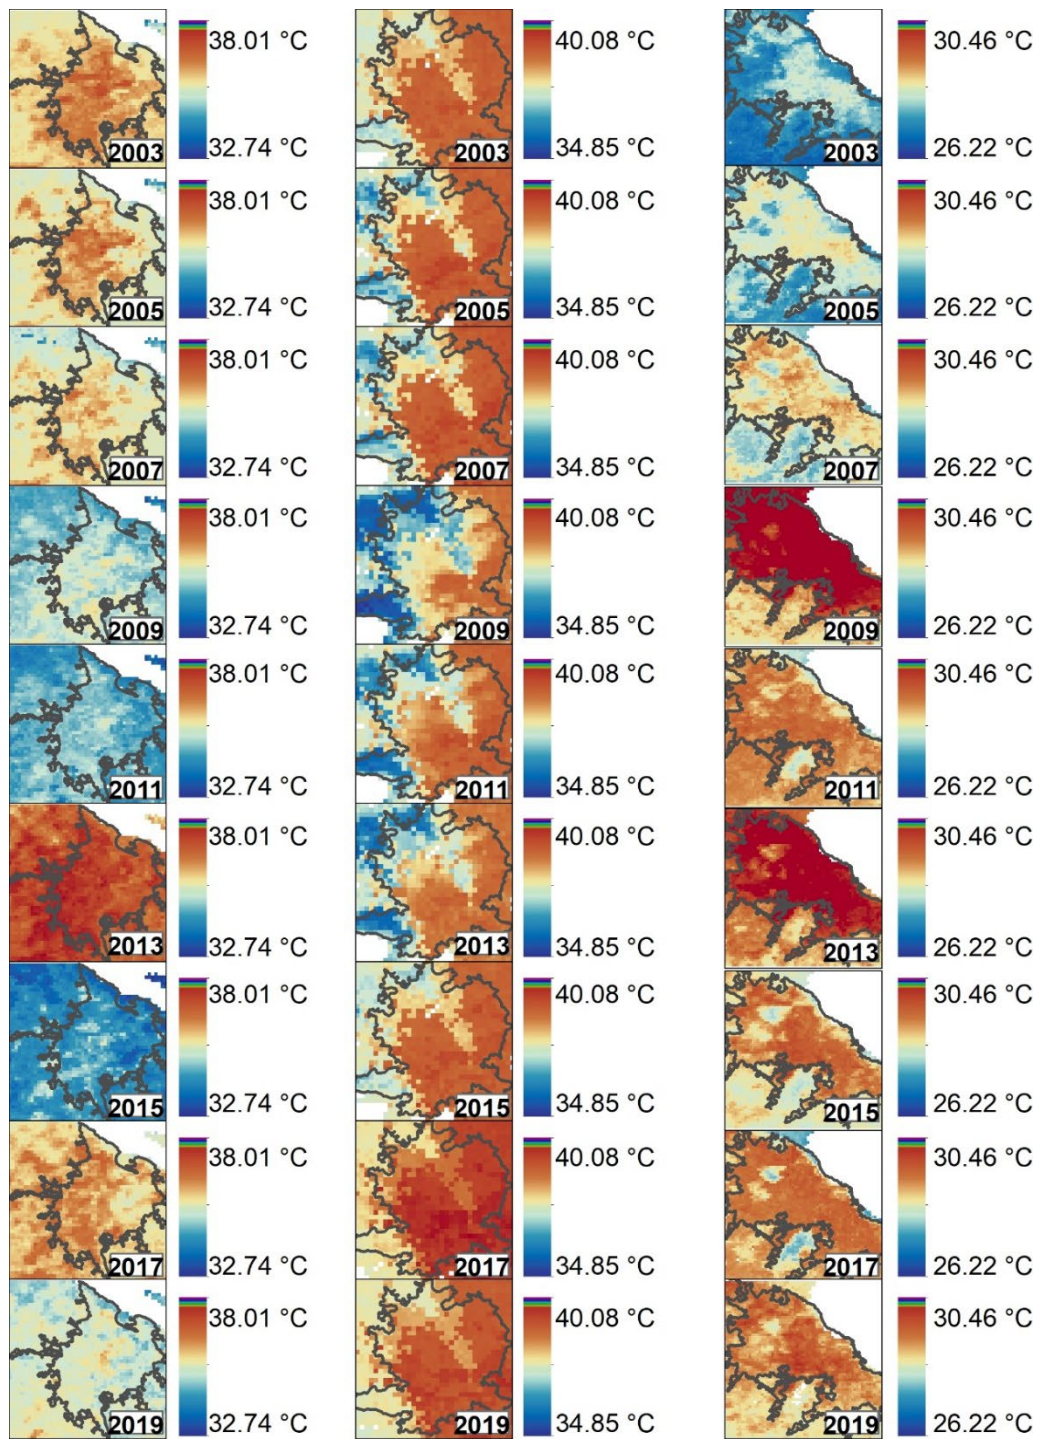 38.01 °C 40.08 °C 30.46 °C
32.74 °C 34.85 °C 26.22 °C
2003 2003 2003
38.01 °C 40.08 °C 30.46 °C
32.74 °C 34.85 °C 26.22 °C
2005 2005 2005
38.01 °C 40.08 °C 30.46 °C
32.74 °C 34.85 °C 26.22 °C
2007 2007 2007
38.01 °C 40.08 °C 30.46 °C
32.74 °C 34.85 °C 26.22 °C
2009 2009 2009
38.01 °C 40.08 °C 30.46 °C
32.74 °C 34.85 °C 26.22 °C
2011 2011 2011
38.01 °C 40.08 °C 30.46 °C
32.74 °C 34.85 °C 26.22 °C
2013 2013 2013
38.01 °C 40.08 °C 30.46 °C
32.74 °C 34.85 °C 26.22 °C
2015 2015 2015
38.01 °C 40.08 °C 30.46 °C
32.74 °C 34.85 °C 26.22 °C
2017 2017 2017
38.01 °C 40.08 °C 30.46 °C
32.74 °C 34.85 °C 26.22 °C
2019 2019 2019